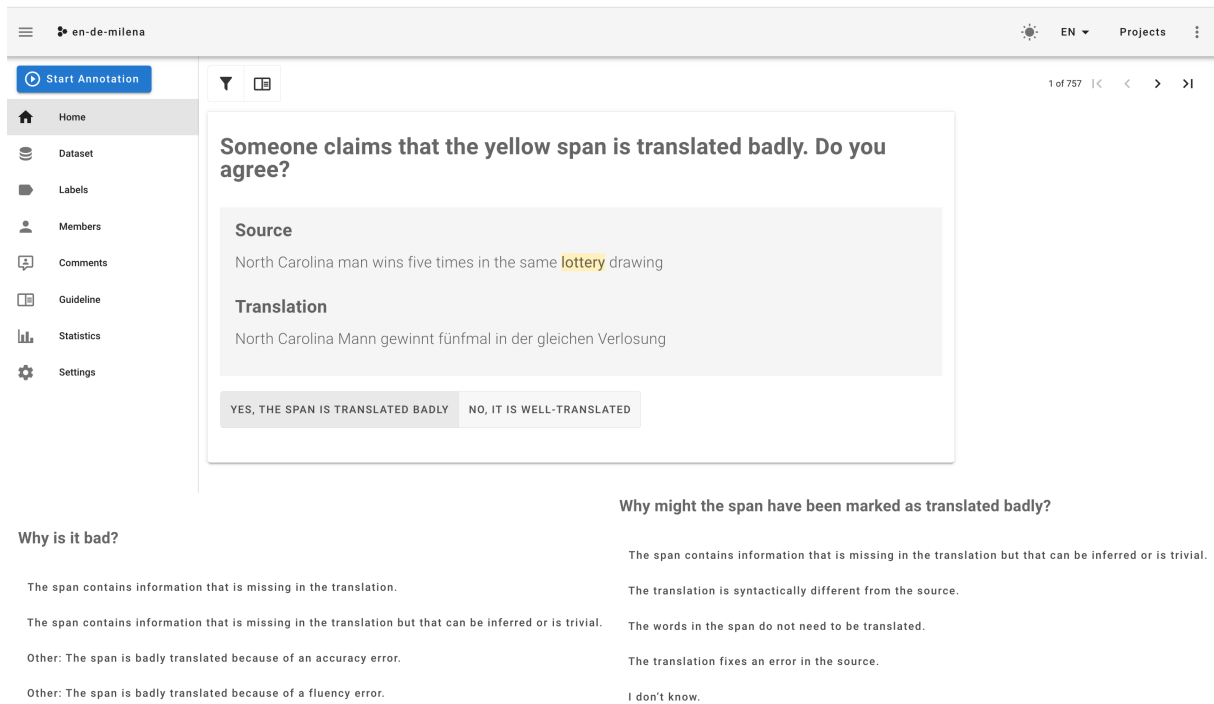 en-de-milena
EN
Projects
Start Annotation
1 of 757
Home
Dataset
Labels
Members
Comments
Guideline
Statistics
Settings
Someone claims that the yellow span is translated badly. Do you
agree?
Source
North Carolina man wins five times in the same lottery drawing
Translation
North Carolina Mann gewinnt fünfmal in der gleichen Verlosung
YES, THE SPAN IS TRANSLATED BADLY
NO, IT IS WELL-TRANSLATED
Why is it bad?
The span contains information that is missing in the translation.
The span contains information that is missing in the translation but that can be inferred or is trivial.
Other: The span is badly translated because of an accuracy error.
Other: The span is badly translated because of a fluency error.
Why might the span have been marked as translated badly?
The span contains information that is missing in the translation but that can be inferred or is trivial.
The translation is syntactically different from the source.
The words in the span do not need to be translated.
The translation fixes an error in the source.
I don't know.